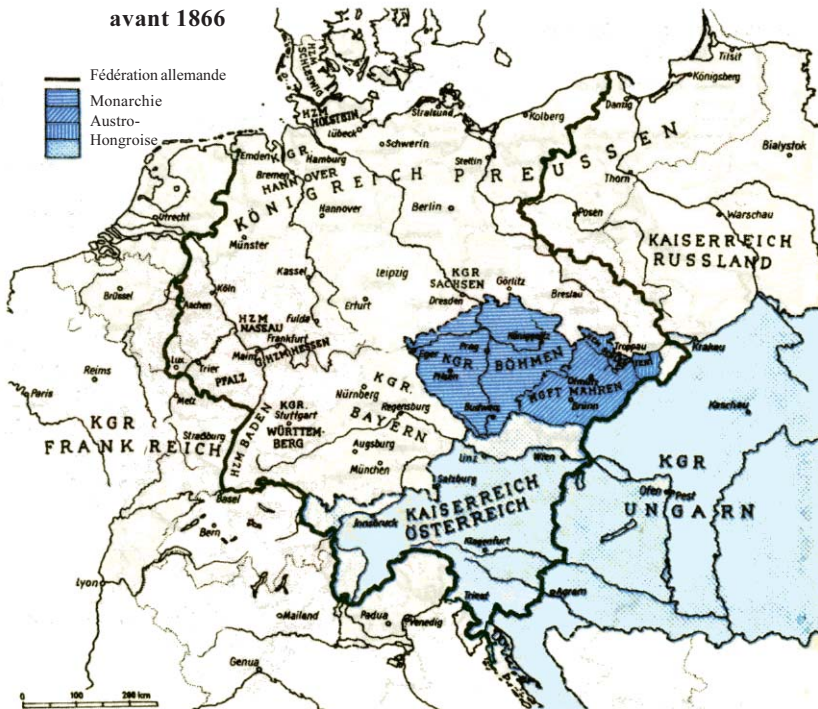 avant 1866
Fédération allemande
Monarchie
Austro-
Hongroise
HZM
SCHLESWIG
HZM
HOLSTEIN
Lübeck
Stralsund
Kolberg
Danzig
Tilsit
Königsberg
Emden
KGR.
HANNOVER
Hamburg
Bremen
Schwerin
Stettin
Bialystok
KÖNIGREICH PREUSSEN
Thorn
Utrecht
Hannover
Berlin
Posen
Warschau
Münster
KAISERREICH
RUSSLAND
Kassel
Leipzig
KGR
SACHSEN
Görlitz
Brüssel
Köln
Aachen
Erfurt
Dresden
Breslau
HZM
NASSAU
Fulda
Frankfurt
Mainz
G.HZM HESSEN
Troppau
Krakau
Reims
Lux.
Trier
PFALZ
Eger
Prag
KGR
BÖHMEN
Pilsen
Olmütz
MGFT MÄHREN
Brünn
Budweis
Paris
Metz
Nürnberg
KGR.
BAYERN
Regensburg
Kaschau
KGR
FRANKREICH
Straßburg
HZM BADEN
KGR.
Stuttgart
WÜRTTEM-
BERG
Augsburg
München
Linz
Wien
KGR
UNGARN
Salzburg
Ofen
Pest
Basel
Bern
KAISERREICH
ÖSTERREICH
Innsbruck
Klagenfurt
Lyon
Mailand
Padua
Venedig
Triest
Agram
Genua
0 100 200 km